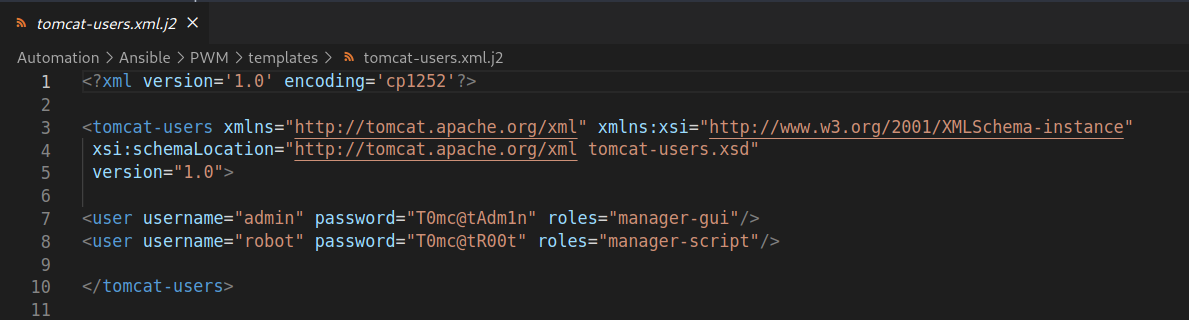 tomcat-users.xml.j2 ×
Automation > Ansible > PWM > templates > tomcat-users.xml.j2
1 <?xml version='1.0' encoding='cp1252'?>
2
3 <tomcat-users xmlns="http://tomcat.apache.org/xml" xmlns:xsi="http://www.w3.org/2001/XMLSchema-instance"
4 xsi:schemaLocation="http://tomcat.apache.org/xml tomcat-users.xsd"
5 version="1.0">
6
7 <user username="admin" password="T0mc@tAdm1n" roles="manager-gui"/>
8 <user username="robot" password="T0mc@tR00t" roles="manager-script"/>
9
10 </tomcat-users>
11